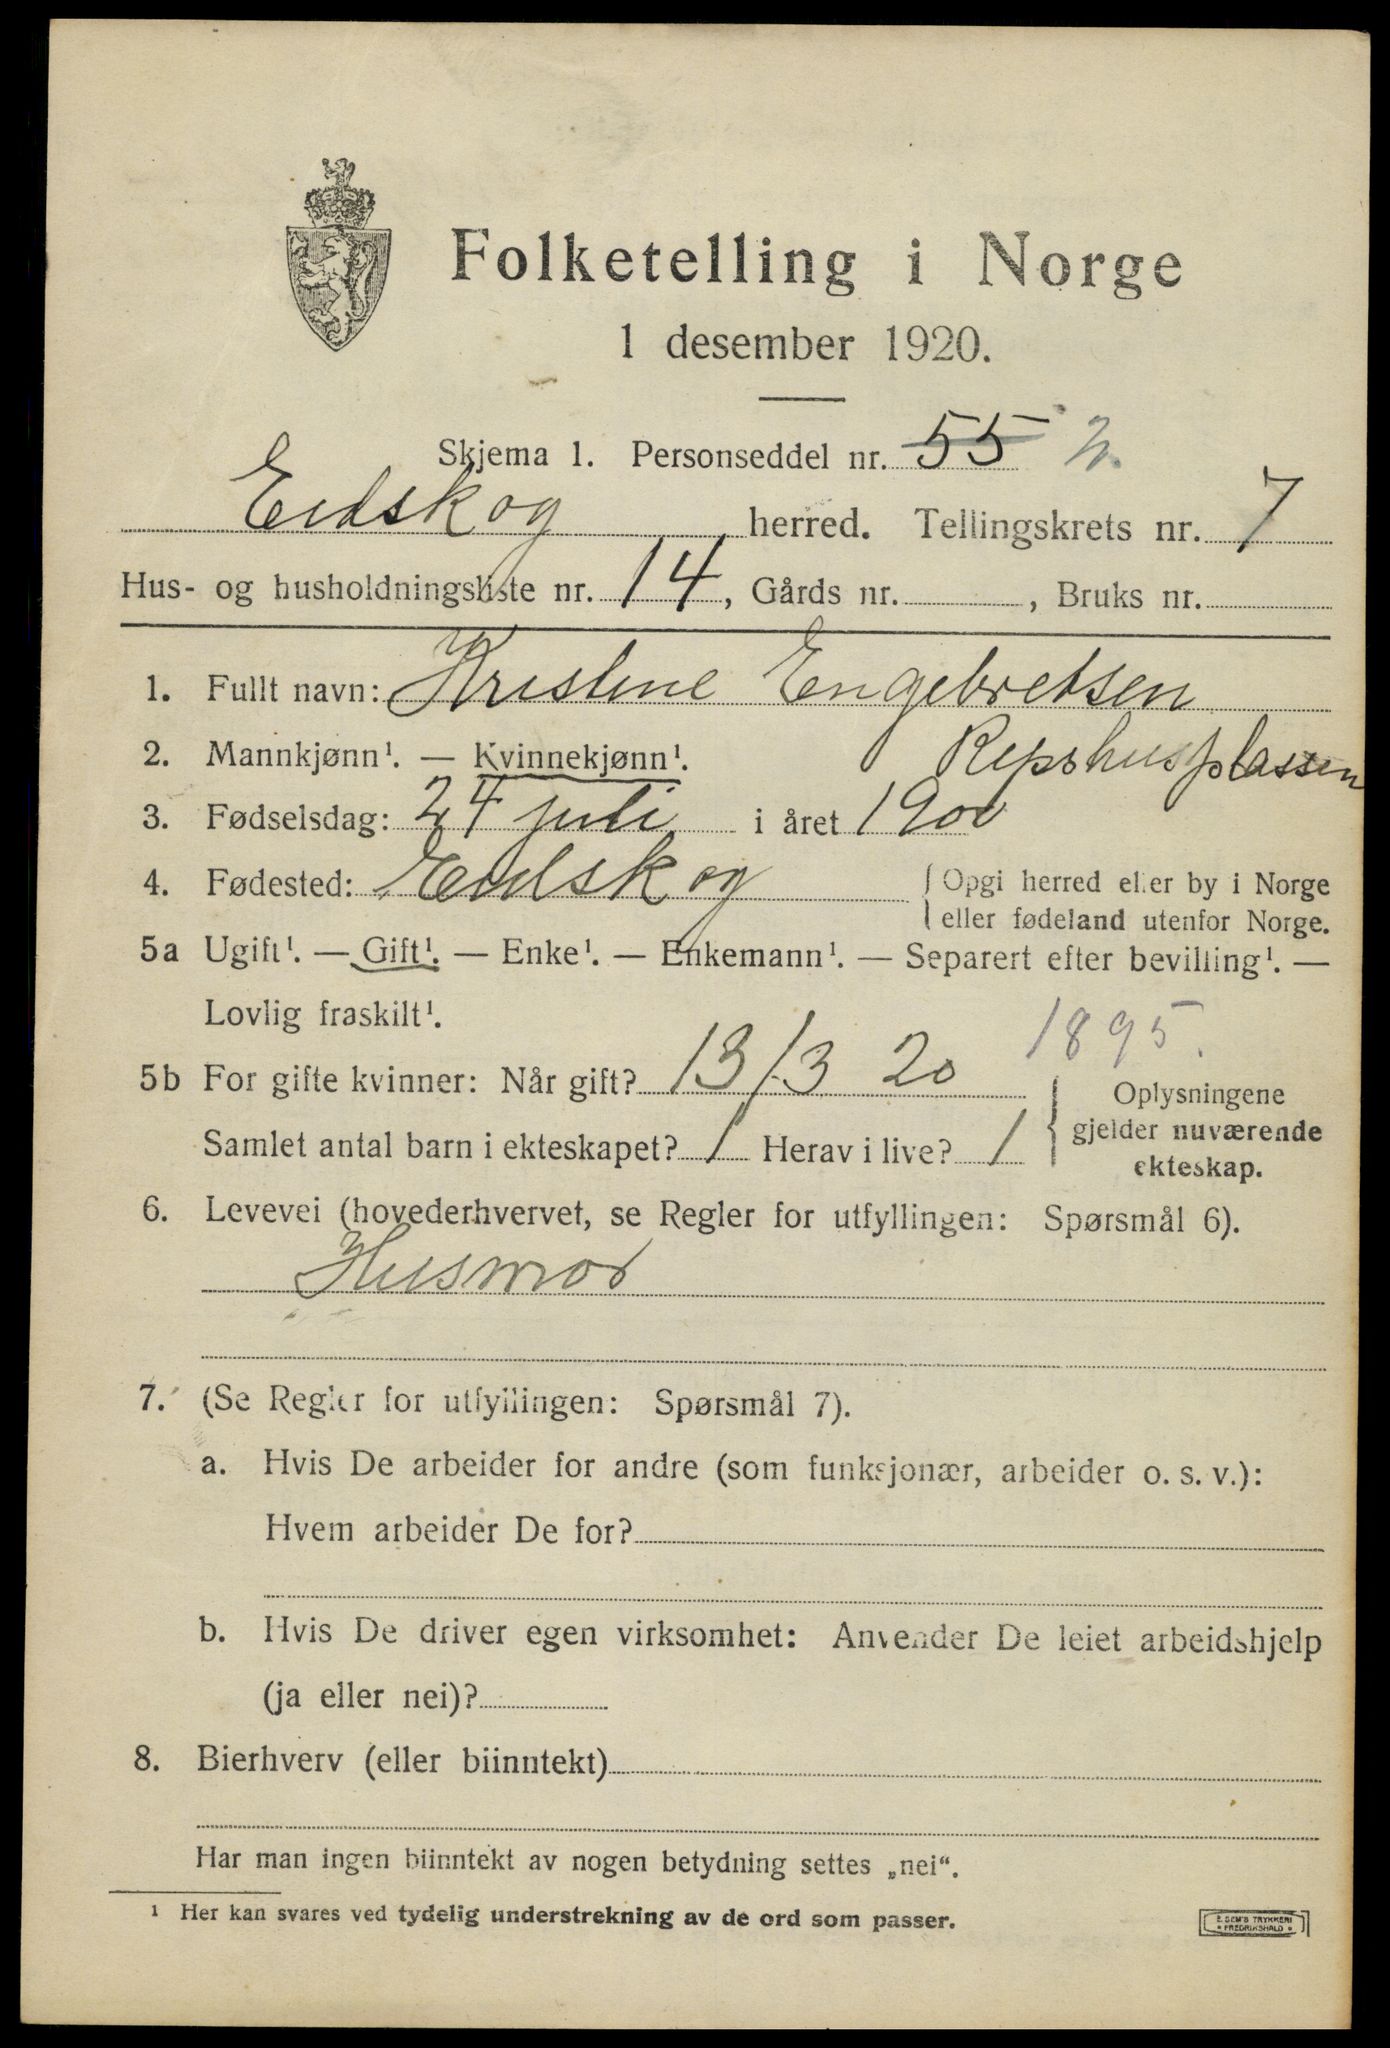 Folketelling i Norge
1 desember 1920.
Skjema 1. Personseddel nr. 55 2.
Eidskog herred. Tellingskrets nr. 7
Hus- og husholdningsliste nr. 14, Gårds nr. , Bruks nr.
1. Fullt navn: Kristine Engebretsen
Repshusplassen
2. Mannkjønn¹. — Kvinnekjønn¹.
3. Fødselsdag: 24 juli i året 1900
4. Fødested: Eidskog {Opgi herred eller by i Norge
eller fødeland utenfor Norge.
5a Ugift¹. — Gift¹. — Enke¹. — Enkemann¹. — Separert efter bevilling¹. —
Lovlig fraskilt¹.
1895.
5b For gifte kvinner: Når gift? 13/3 20 { Oplysningene
Samlet antal barn i ekteskapet? 1 Herav i live? 1 gjelder nuværende
ekteskap.
6. Levevei (hovederhvervet, se Regler for utfyllingen: Spørsmål 6).
Husmor
7. (Se Regler for utfyllingen: Spørsmål 7).
a. Hvis De arbeider for andre (som funksjonær, arbeider o. s. v.):
Hvem arbeider De for?
b. Hvis De driver egen virksomhet: Anvender De leiet arbeidshjelp
(ja eller nei)?
8. Bierhverv (eller biinntekt)
Har man ingen biinntekt av nogen betydning settes „nei“.
¹ Her kan svares ved tydelig understrekning av de ord som passer.
E. SEM'S TRYKKERI
* FREDRIKSHALD *